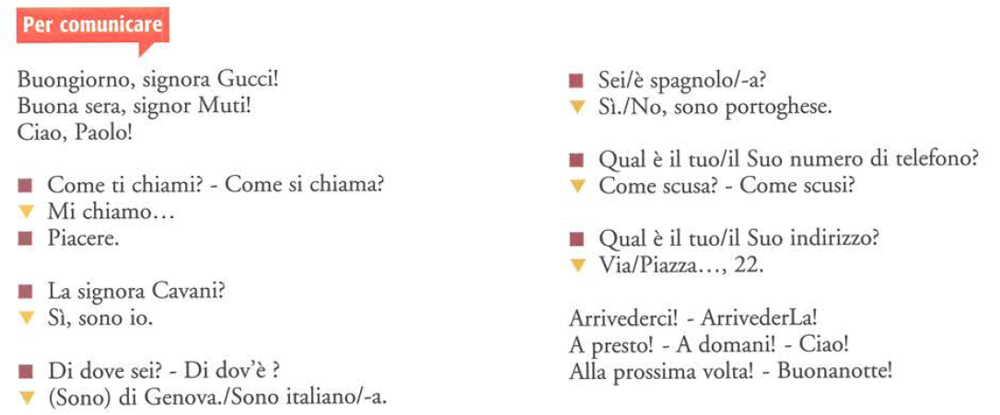 Per comunicare
Buongiorno, signora Gucci!
Buona sera, signor Muti!
Ciao, Paolo!
■ Come ti chiami? - Come si chiama?
▼ Mi chiamo…
■ Piacere.
■ La signora Cavani?
▼ Sì, sono io.
■ Di dove sei? - Di dov'è ?
▼ (Sono) di Genova./Sono italiano/-a.
■ Sei/è spagnolo/-a?
▼ Sì./No, sono portoghese.
■ Qual è il tuo/il Suo numero di telefono?
▼ Come scusa? - Come scusi?
■ Qual è il tuo/il Suo indirizzo?
▼ Via/Piazza…, 22.
Arrivederci! - ArrivederLa!
A presto! - A domani! - Ciao!
Alla prossima volta! - Buonanotte!